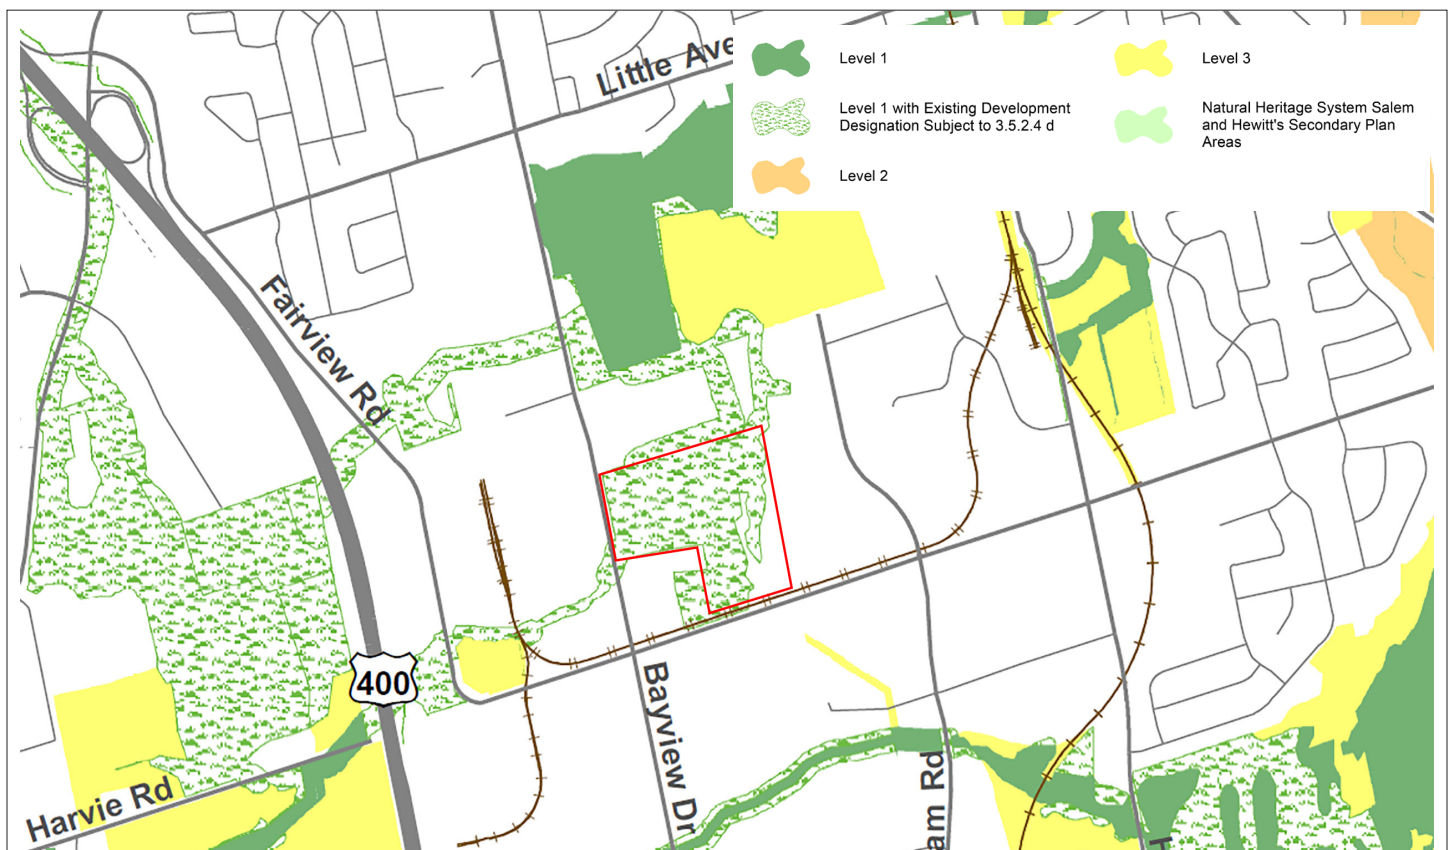 Level 1
Level 1 with Existing Development
Designation Subject to 3.5.2.4 d
Level 2
Level 3
Natural Heritage System Salem
and Hewitt's Secondary Plan
Areas
Little Ave
Fairview Rd
400
Bayview Dr
Harvie Rd
am Rd
H